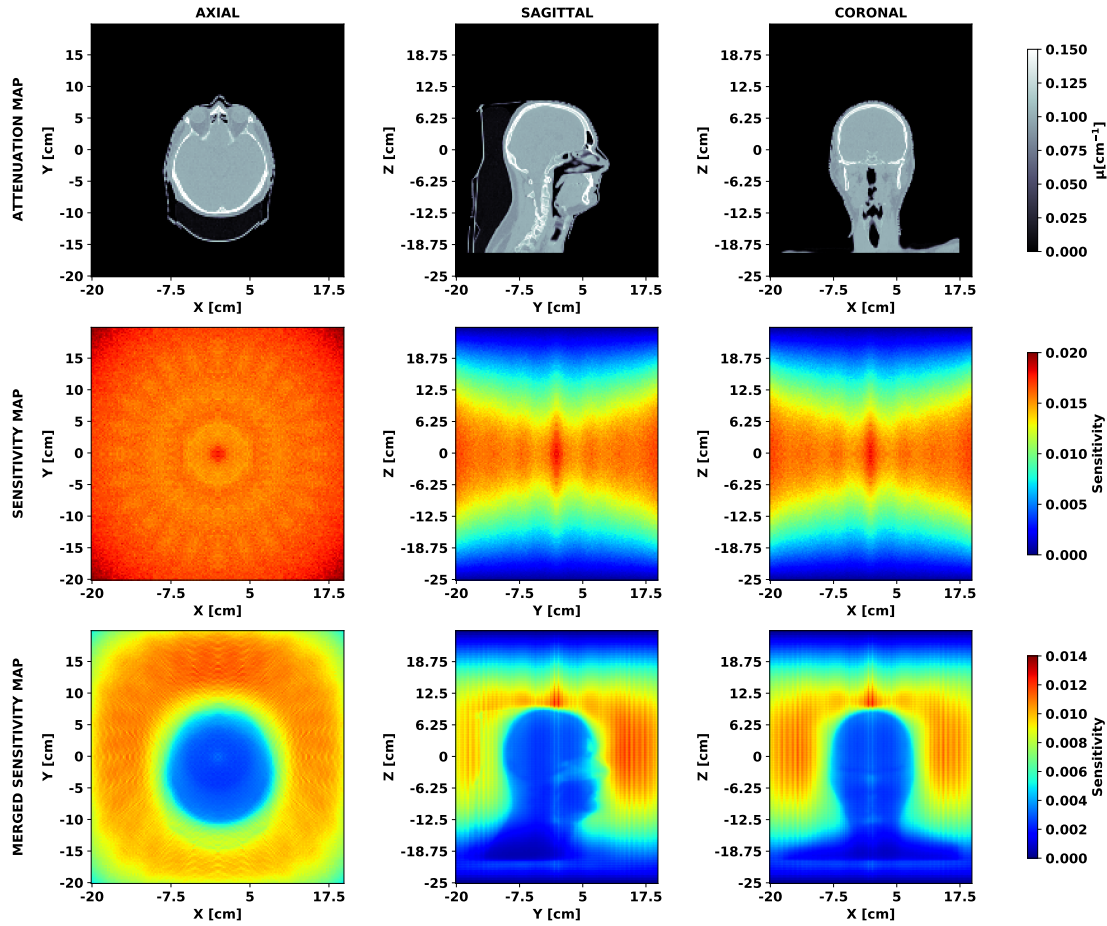 AXIAL SAGITTAL CORONAL
ATTENUATION MAP
Y [cm]
15
10
5
0
-5
-10
-15
-20
-20 -7.5 5 17.5
X [cm]
Z [cm]
18.75
12.5
6.25
0
-6.25
-12.5
-18.75
-25
-20 -7.5 5 17.5
Y [cm]
Z [cm]
18.75
12.5
6.25
0
-6.25
-12.5
-18.75
-25
-20 -7.5 5 17.5
X [cm]
0.150
0.125
0.100
0.075
0.050
0.025
0.000
μ[cm⁻¹]
SENSITIVITY MAP
Y [cm]
15
10
5
0
-5
-10
-15
-20
-20 -7.5 5 17.5
X [cm]
Z [cm]
18.75
12.5
6.25
0
-6.25
-12.5
-18.75
-25
-20 -7.5 5 17.5
Y [cm]
Z [cm]
18.75
12.5
6.25
0
-6.25
-12.5
-18.75
-25
-20 -7.5 5 17.5
X [cm]
0.020
0.015
0.010
0.005
0.000
Sensitivity
MERGED SENSITIVITY MAP
Y [cm]
15
10
5
0
-5
-10
-15
-20
-20 -7.5 5 17.5
X [cm]
Z [cm]
18.75
12.5
6.25
0
-6.25
-12.5
-18.75
-25
-20 -7.5 5 17.5
Y [cm]
Z [cm]
18.75
12.5
6.25
0
-6.25
-12.5
-18.75
-25
-20 -7.5 5 17.5
X [cm]
0.014
0.012
0.010
0.008
0.006
0.004
0.002
0.000
Sensitivity